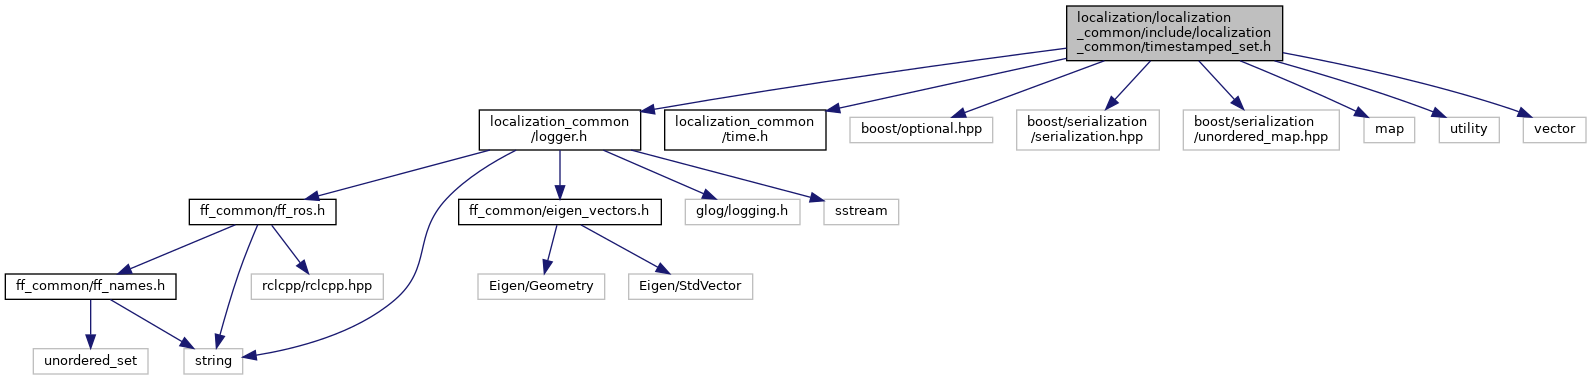 localization/localization
_common/include/localization
_common/timestamped_set.h
localization_common
/logger.h
localization_common
/time.h
boost/optional.hpp
boost/serialization
/serialization.hpp
boost/serialization
/unordered_map.hpp
map
utility
vector
ff_common/ff_ros.h
ff_common/eigen_vectors.h
glog/logging.h
sstream
ff_common/ff_names.h
rclcpp/rclcpp.hpp
Eigen/Geometry
Eigen/StdVector
unordered_set
string